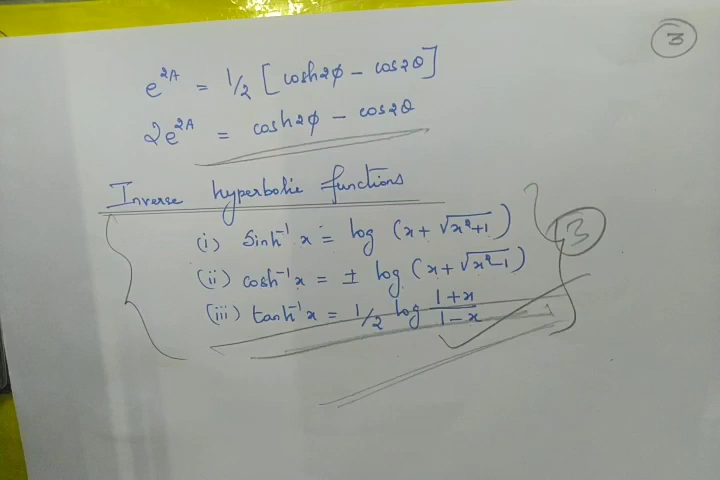 3
e^2A = 1/2 [cosh2φ - cos2θ]
2e^2A = cosh2φ - cos2θ
Inverse hyperbolic functions
(i) Sinh^-1 x = log (x + √x²+1)
(ii) cosh^-1 x = ± log (x + √x²-1)
(iii) tanh^-1 x = 1/2 log 1+x/1-x
3